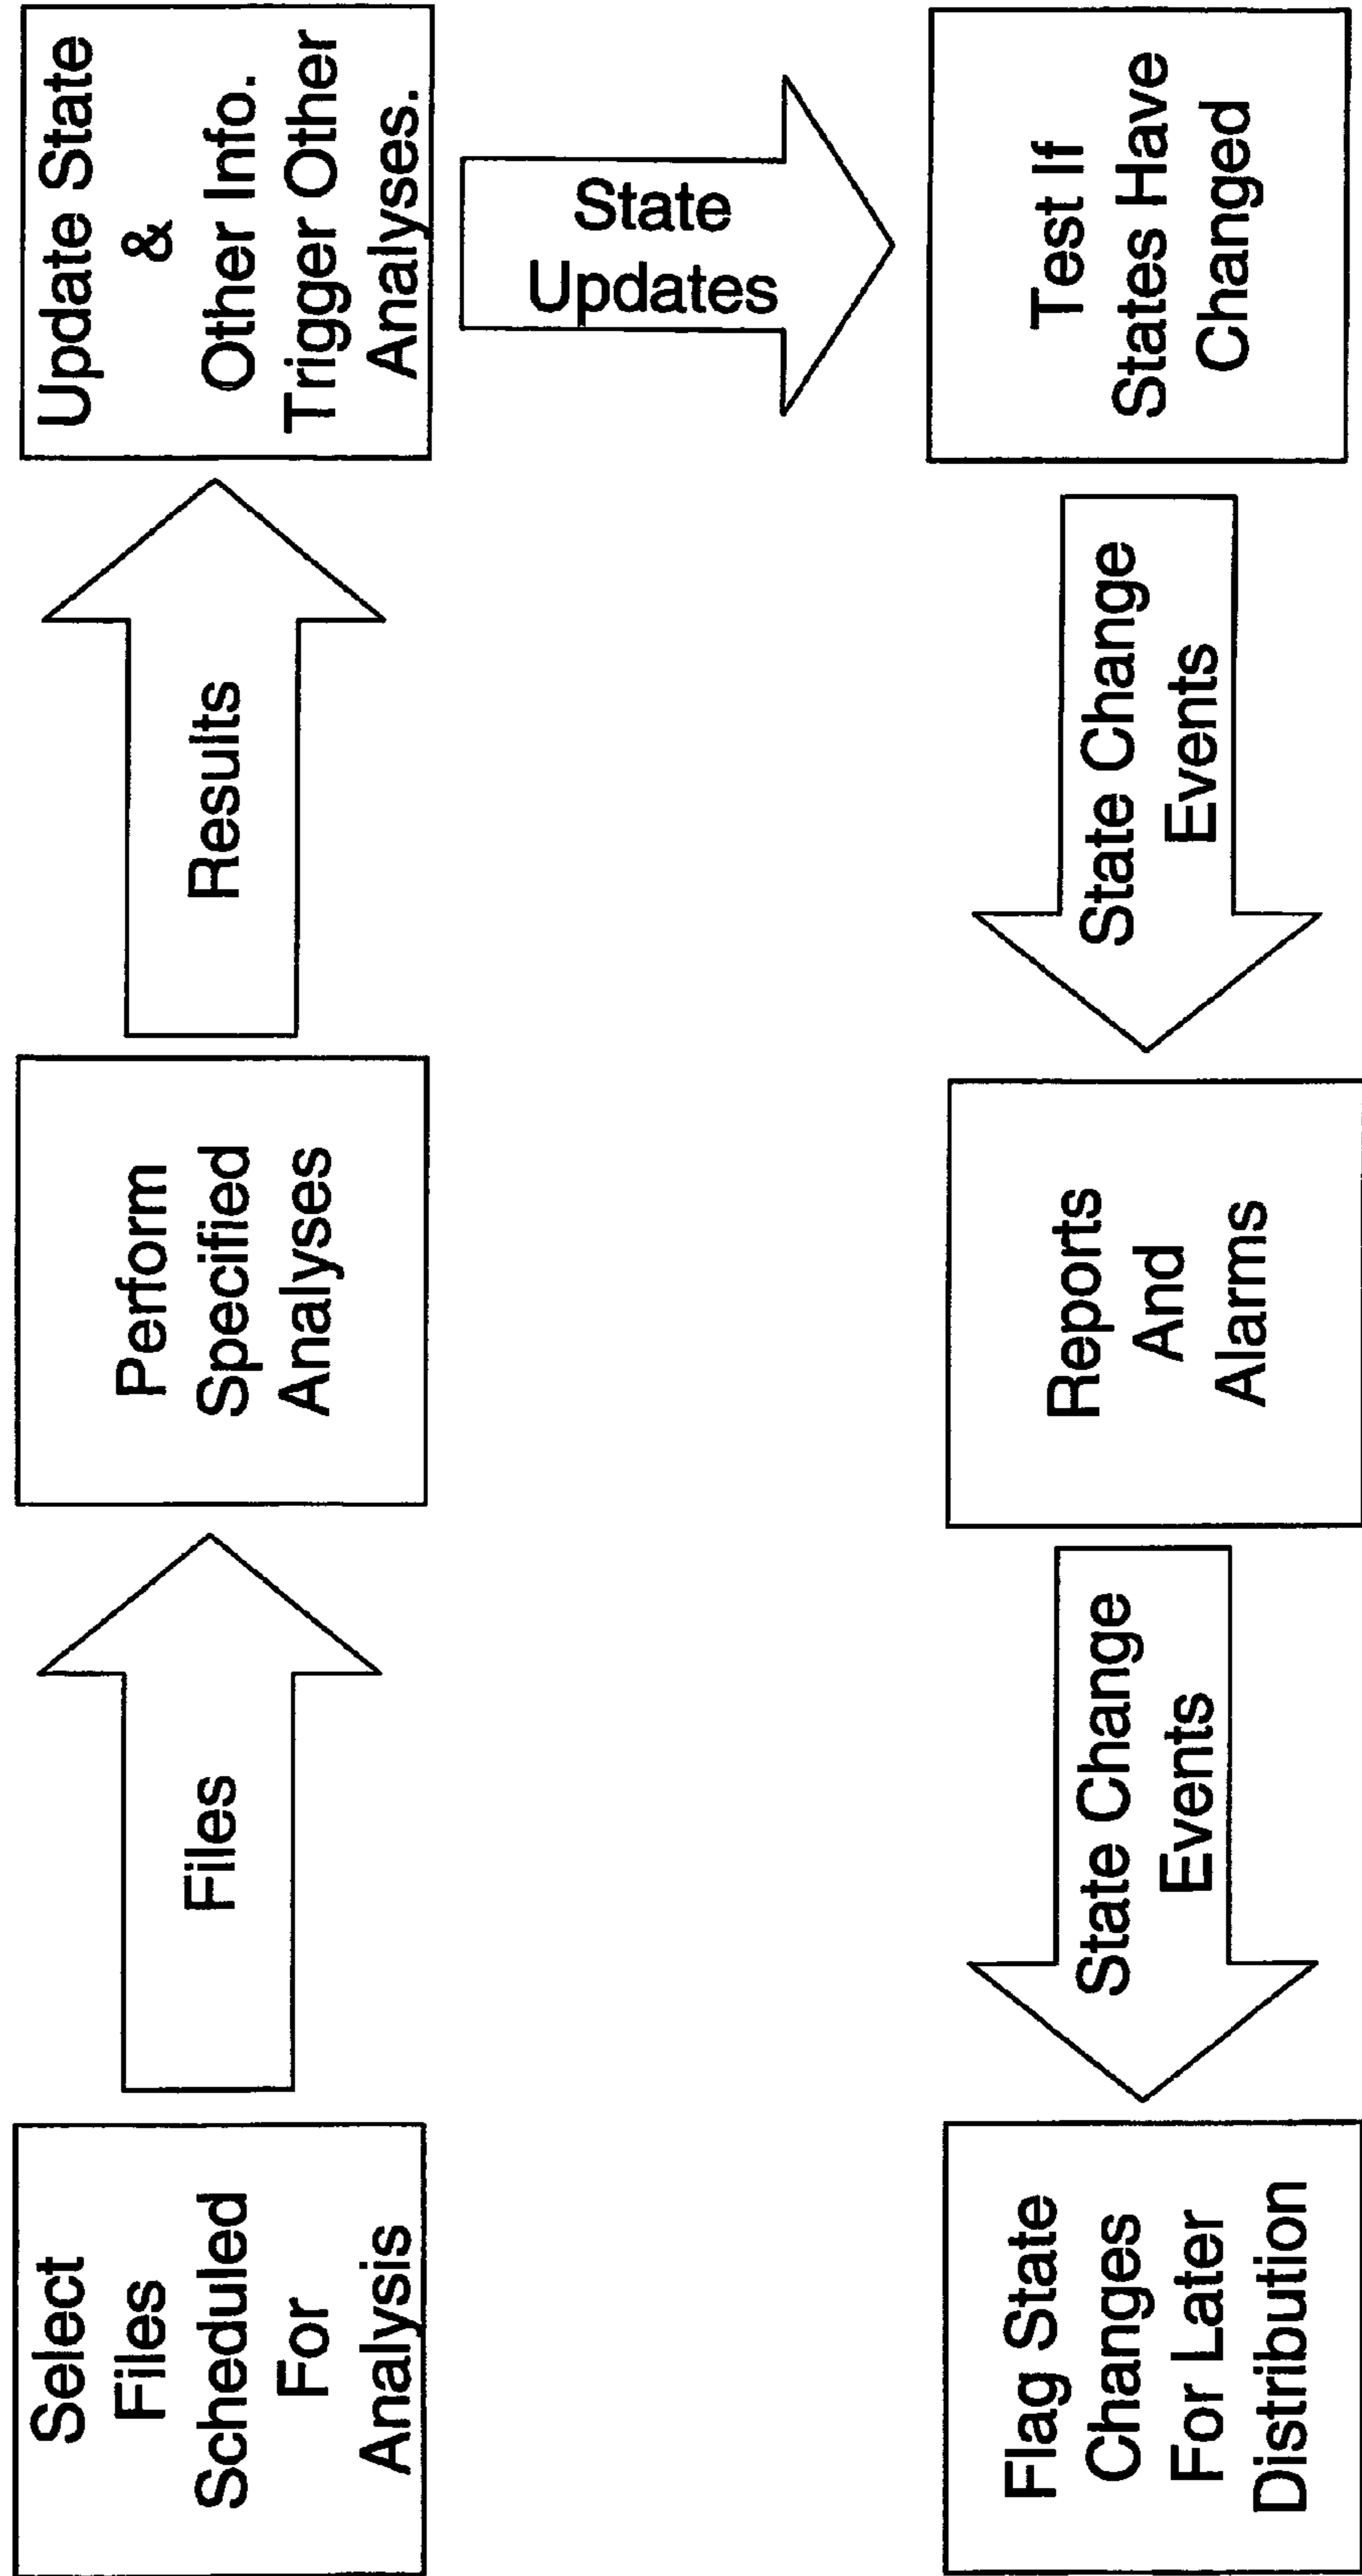 Select
Files
Scheduled
For
Analysis
Files
Perform
Specified
Analyses
Results
Update State
&
Other Info.
Trigger Other
Analyses.
State
Updates
Test If
States Have
Changed
State Change
Events
Reports
And
Alarms
State Change
Events
Flag State
Changes
For Later
Distribution